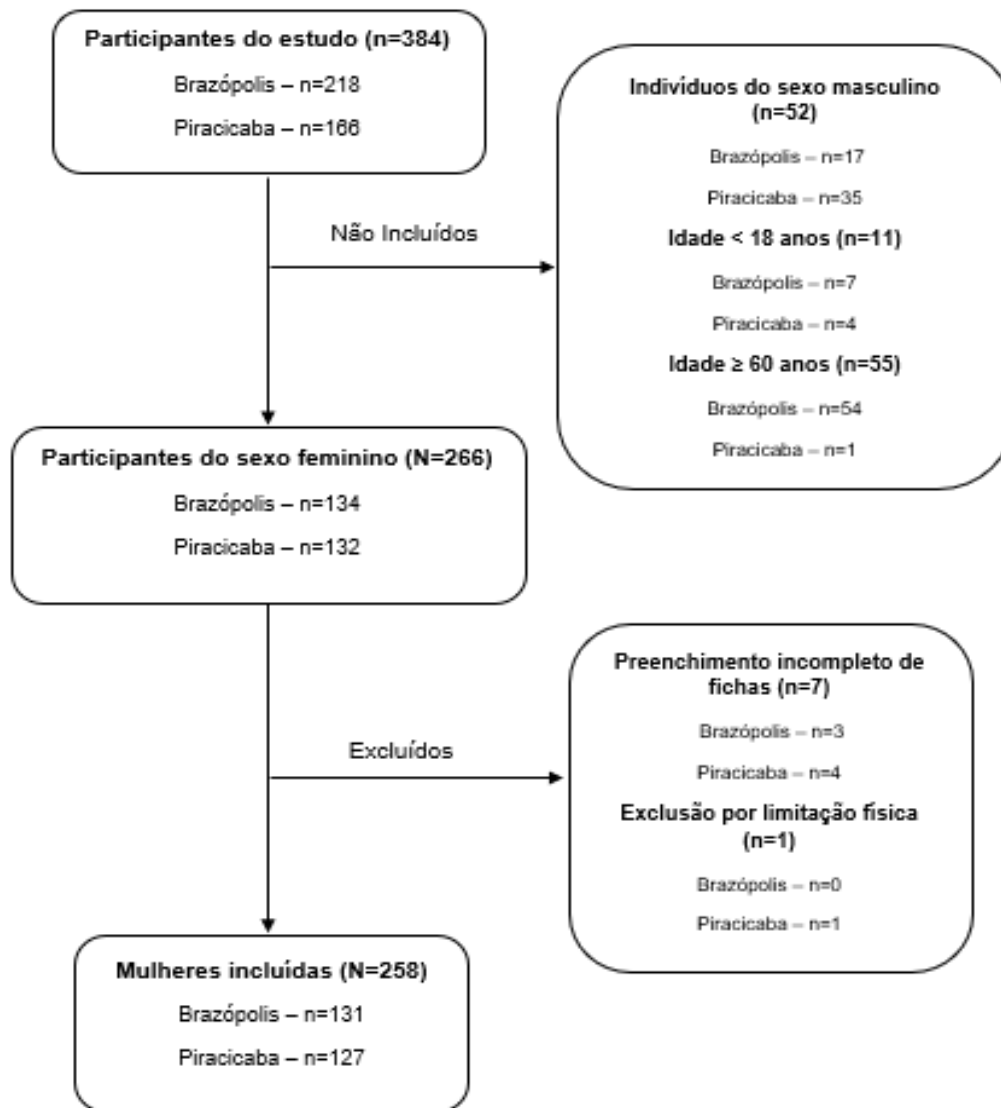 Participantes do estudo (n=384)
Brazópolis – n=218
Piracicaba – n=166
Não Incluídos
Indivíduos do sexo masculino
(n=52)
Brazópolis – n=17
Piracicaba – n=35
Idade < 18 anos (n=11)
Brazópolis – n=7
Piracicaba – n=4
Idade ≥ 60 anos (n=55)
Brazópolis – n=54
Piracicaba – n=1
Participantes do sexo feminino (N=266)
Brazópolis – n=134
Piracicaba – n=132
Excluídos
Preenchimento incompleto de
fichas (n=7)
Brazópolis – n=3
Piracicaba – n=4
Exclusão por limitação física
(n=1)
Brazópolis – n=0
Piracicaba – n=1
Mulheres incluídas (N=258)
Brazópolis – n=131
Piracicaba – n=127